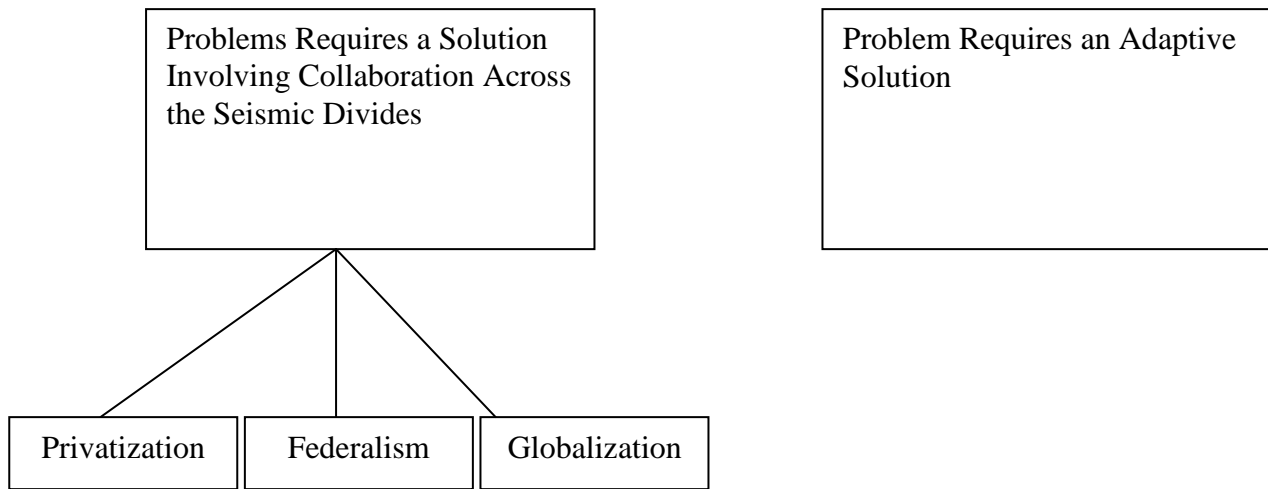 Problems Requires a Solution
Involving Collaboration Across
the Seismic Divides
Problem Requires an Adaptive
Solution
Privatization
Federalism
Globalization